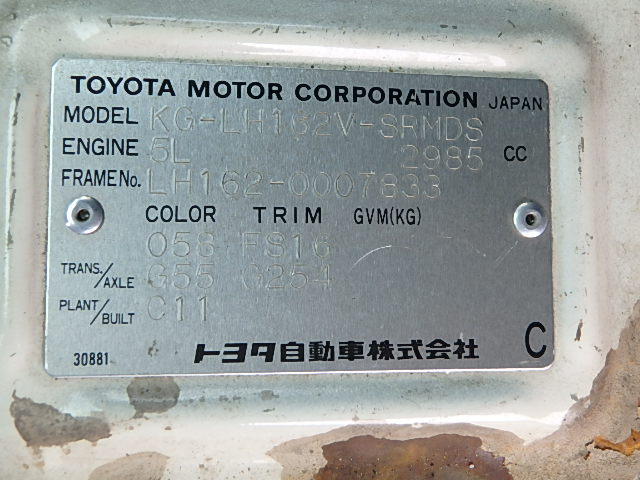 TOYOTA MOTOR CORPORATION JAPAN
MODEL KG-LH162V-SRMDS
ENGINE 5L 2985 CC
FRAME No. LH162-0007833
COLOR TRIM GVM(KG)
058 FS16
TRANS./AXLE G55 G254
PLANT/BUILT C11
30881 トヨタ自動車株式会社 C